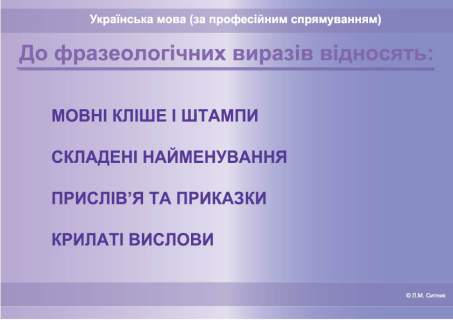 Українська мова (за професійним спрямуванням)
До фразеологічних виразів відносять:
МОВНІ КЛІШЕ І ШТАМПИ
СКЛАДЕНІ НАЙМЕНУВАННЯ
ПРИСЛІВ'Я ТА ПРИКАЗКИ
КРИЛАТІ ВИСЛОВИ
© Л.М. Ситник